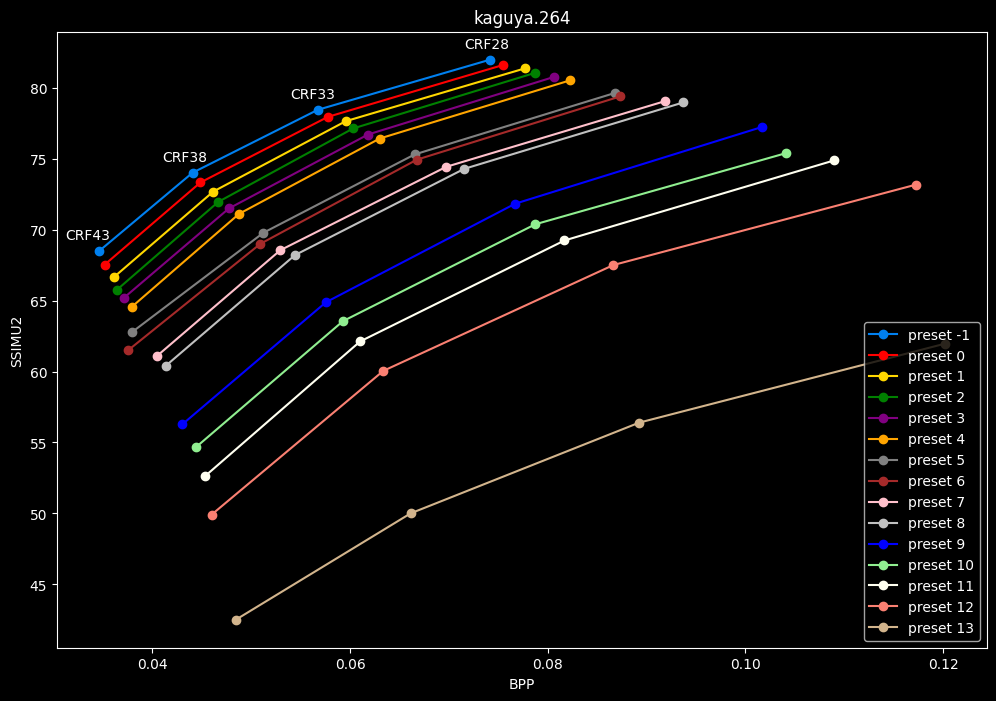 kaguya.264
CRF28
CRF33
CRF38
CRF43
SSIMU2
80
75
70
65
60
55
50
45
0.04
0.06
0.08
0.10
0.12
BPP
preset -1
preset 0
preset 1
preset 2
preset 3
preset 4
preset 5
preset 6
preset 7
preset 8
preset 9
preset 10
preset 11
preset 12
preset 13